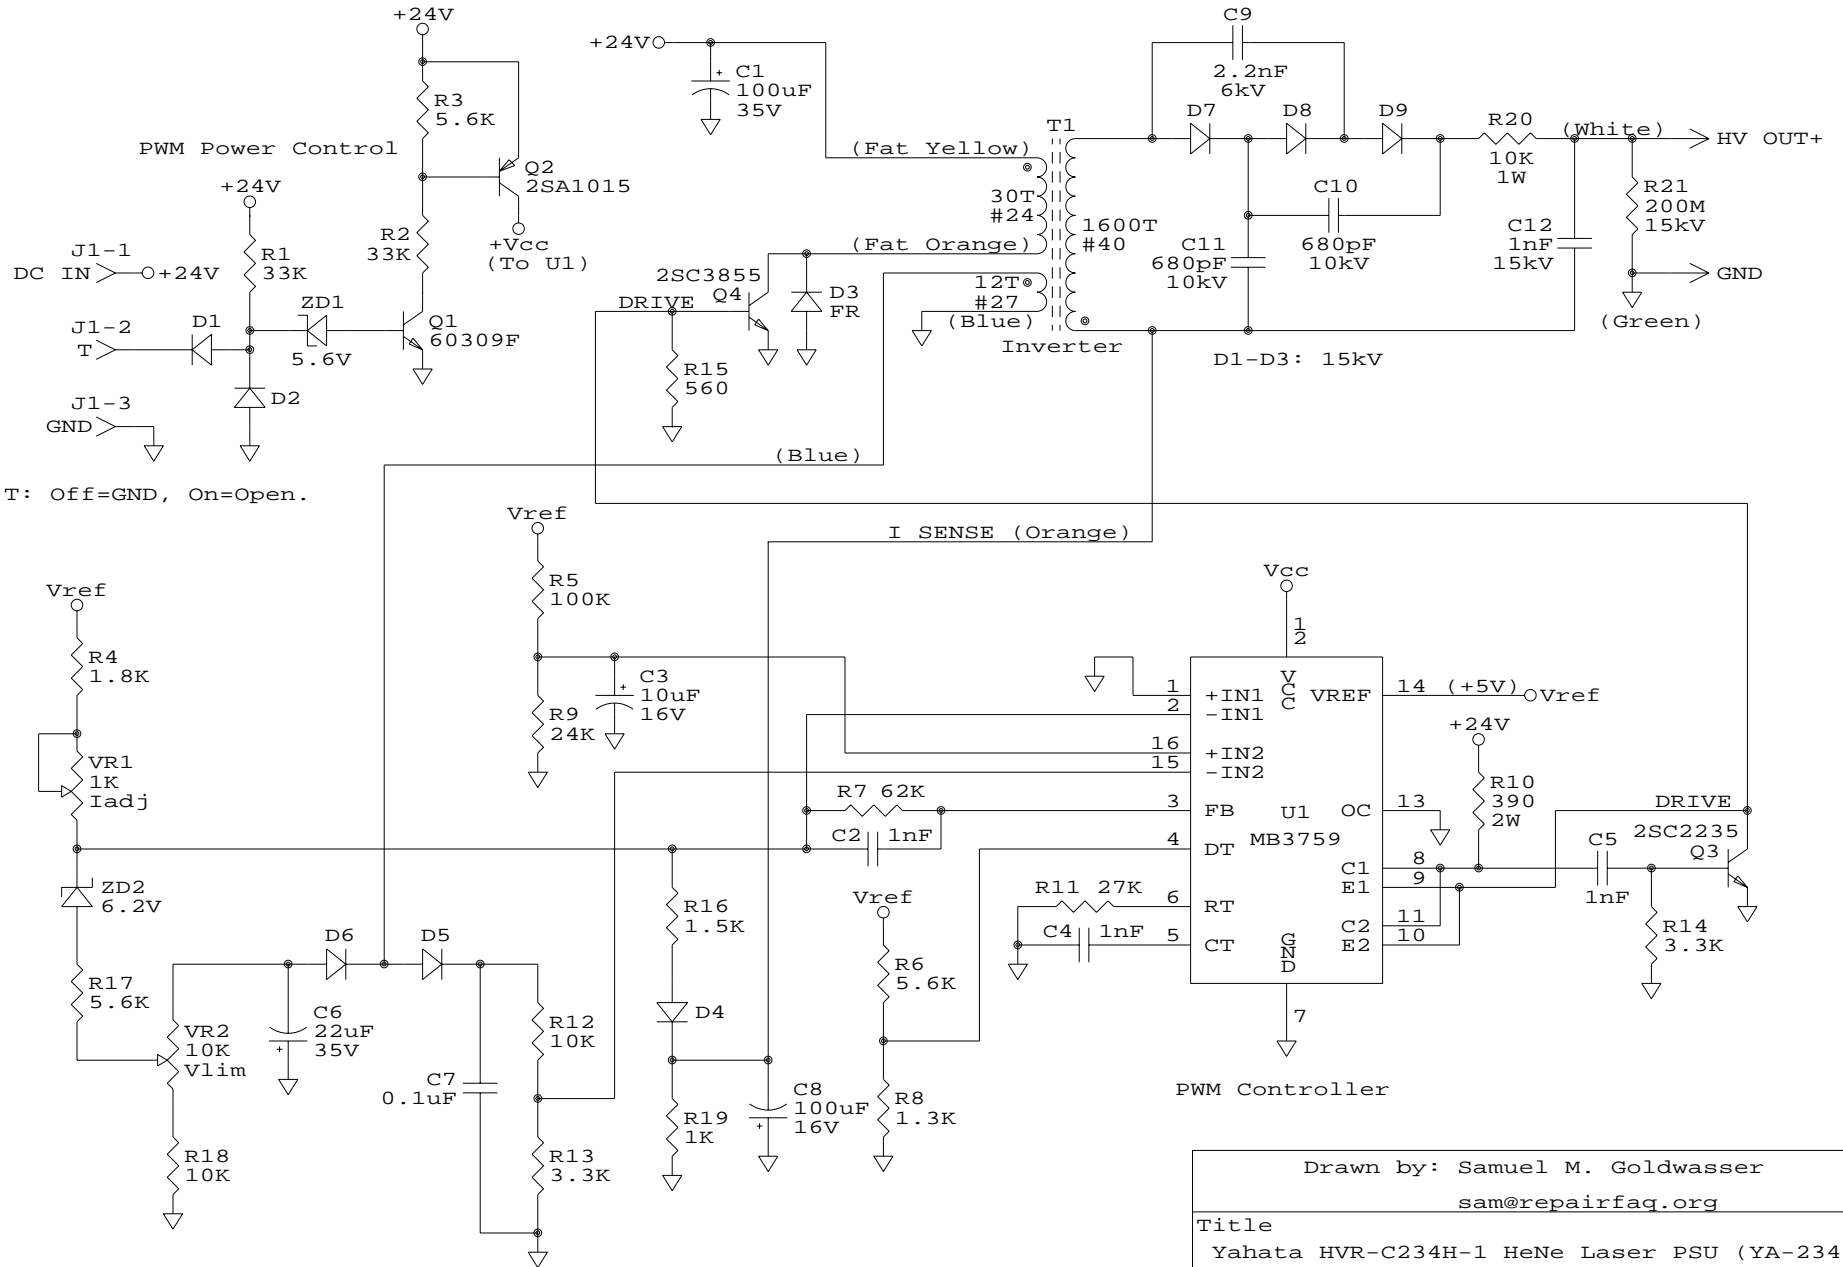 +24V
R3
5.6K
PWM Power Control
+24V
Q2
2SA1015
+Vcc
(To U1)
R2
33K
R1
33K
J1-1
DC IN
+24V
ZD1
5.6V
Q1
60309F
J1-2
T
D1
D2
J1-3
GND
T: Off=GND, On=Open.
+24V
+
C1
100uF
35V
(Fat Yellow)
T1
30T
#24
(Fat Orange)
1600T
#40
2SC3855
Q4
DRIVE
D3
FR
12T
#27
(Blue)
Inverter
R15
560
(Blue)
C9
2.2nF
6kV
D7
D8
D9
R20
10K
1W
(White)
HV OUT+
C10
680pF
10kV
C11
680pF
10kV
C12
1nF
15kV
R21
200M
15kV
GND
(Green)
D1-D3: 15kV
I SENSE (Orange)
Vref
R5
100K
R9
24K
+
C3
10uF
16V
Vref
R4
1.8K
VR1
1K
Iadj
ZD2
6.2V
R17
5.6K
VR2
10K
Vlim
R18
10K
D6
D5
C6
22uF
35V
+
C7
0.1uF
R12
10K
R13
3.3K
R7 62K
C2
1nF
R16
1.5K
D4
R19
1K
C8
100uF
16V
+
Vref
R6
5.6K
R8
1.3K
R11 27K
C4
1nF
Vcc
1
2
VCC
1
+IN1
2
-IN1
16
+IN2
15
-IN2
3
FB
4
DT
6
RT
5
CT
U1
MB3759
GND
7
VREF
14
(+5V)
Vref
OC
13
C1
8
E1
9
C2
11
E2
10
+24V
R10
390
2W
DRIVE
2SC2235
Q3
C5
1nF
R14
3.3K
PWM Controller
Drawn by: Samuel M. Goldwasser
sam@repairfaq.org
Title
Yahata HVR-C234H-1 HeNe Laser PSU (YA-234